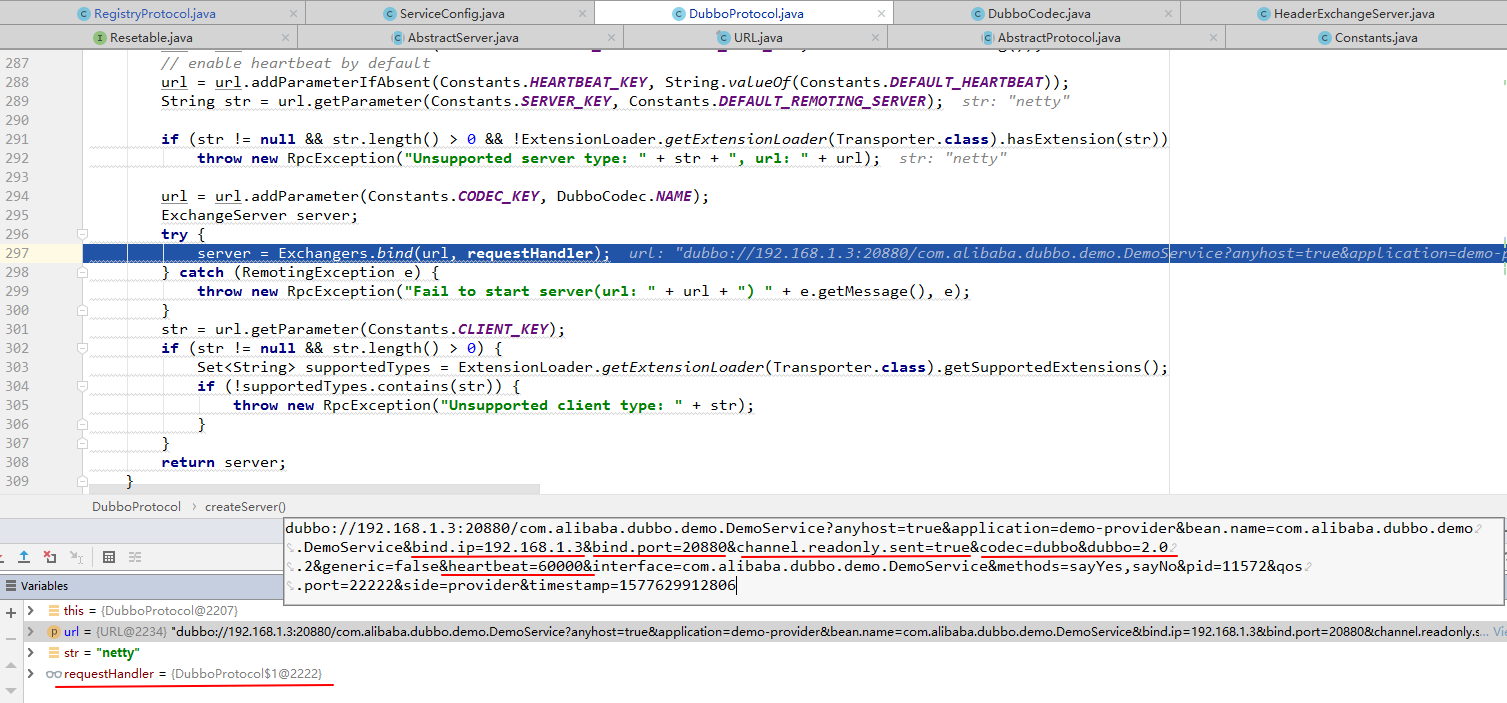 RegistryProtocol.java
ServiceConfig.java
DubboProtocol.java
DubboCodec.java
HeaderExchangeServer.java
Resetable.java
AbstractServer.java
URL.java
AbstractProtocol.java
Constants.java
287 // enable heartbeat by default
288 url = url.addParameterIfAbsent(Constants.HEARTBEAT_KEY, String.valueOf(Constants.DEFAULT_HEARTBEAT));
289 String str = url.getParameter(Constants.SERVER_KEY, Constants.DEFAULT_REMOTING_SERVER); str: "netty"
290
291 if (str != null && str.length() > 0 && !ExtensionLoader.getExtensionLoader(Transporter.class).hasExtension(str))
292 throw new RpcException("Unsupported server type: " + str + ", url: " + url); str: "netty"
293
294 url = url.addParameter(Constants.CODEC_KEY, DubboCodec.NAME);
295 ExchangeServer server;
296 try {
297 server = Exchangers.bind(url, requestHandler); url: "dubbo://192.168.1.3:20880/com.alibaba.dubbo.demo.DemoService?anyhost=true&application=demo-p
298 } catch (RemotingException e) {
299 throw new RpcException("Fail to start server(url: " + url + ") " + e.getMessage(), e);
300 }
301 str = url.getParameter(Constants.CLIENT_KEY);
302 if (str != null && str.length() > 0) {
303 Set<String> supportedTypes = ExtensionLoader.getExtensionLoader(Transporter.class).getSupportedExtensions();
304 if (!supportedTypes.contains(str)) {
305 throw new RpcException("Unsupported client type: " + str);
306 }
307 }
308 return server;
309 }
DubboProtocol › createServer()
dubbo://192.168.1.3:20880/com.alibaba.dubbo.demo.DemoService?anyhost=true&application=demo-provider&bean.name=com.alibaba.dubbo.demo
.DemoService&bind.ip=192.168.1.3&bind.port=20880&channel.readonly.sent=true&codec=dubbo&dubbo=2.0
.2&generic=false&heartbeat=60000&interface=com.alibaba.dubbo.demo.DemoService&methods=sayYes,sayNo&pid=11572&qos
.port=22222&side=provider&timestamp=1577629912806
Variables
this = {DubboProtocol@2207}
url = {URL@2234} "dubbo://192.168.1.3:20880/com.alibaba.dubbo.demo.DemoService?anyhost=true&application=demo-provider&bean.name=com.alibaba.dubbo.demo.DemoService&bind.ip=192.168.1.3&bind.port=20880&channel.readonly.s... Vie
str = "netty"
requestHandler = {DubboProtocol$1@2222}